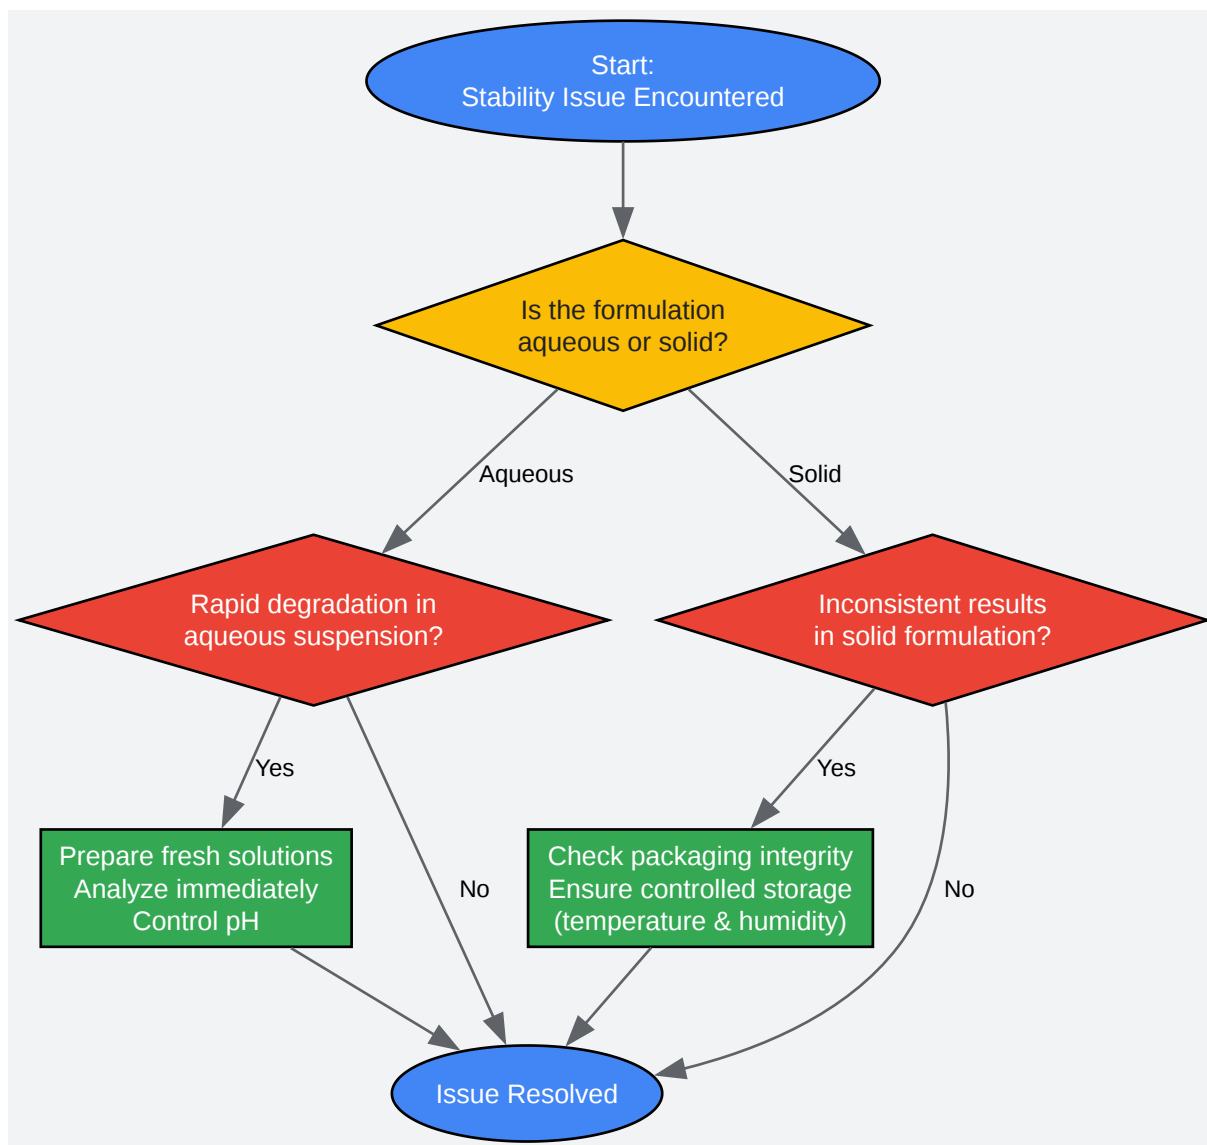 Start:
Stability Issue Encountered
Is the formulation
aqueous or solid?
Aqueous
Solid
Rapid degradation in
aqueous suspension?
Inconsistent results
in solid formulation?
Yes
Yes
Prepare fresh solutions
Analyze immediately
Control pH
No
Check packaging integrity
Ensure controlled storage
(temperature & humidity)
No
Issue Resolved